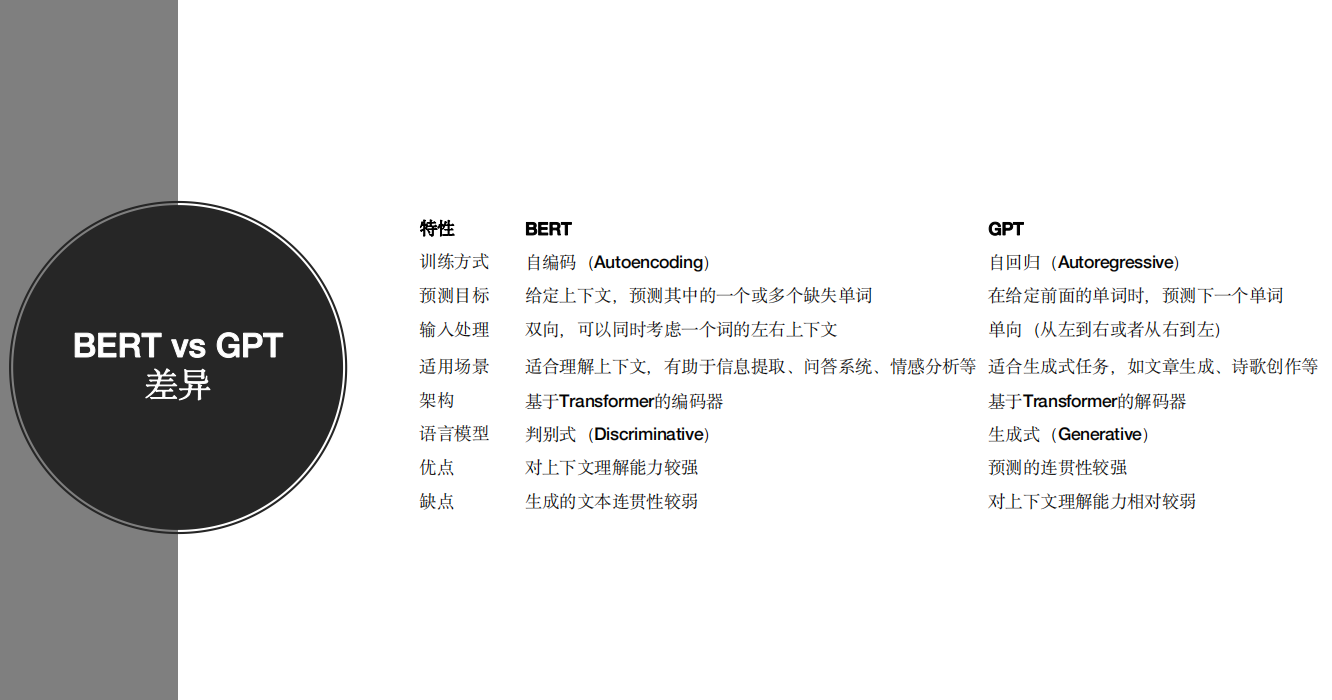 BERT vs GPT
差异
特性 BERT GPT
训练方式 自编码（Autoencoding） 自回归（Autoregressive）
预测目标 给定上下文，预测其中的一个或多个缺失单词 在给定前面的单词时，预测下一个单词
输入处理 双向，可以同时考虑一个词的左右上下文 单向（从左到右或者从右到左）
适用场景 适合理解上下文，有助于信息提取、问答系统、情感分析等 适合生成式任务，如文章生成、诗歌创作等
架构 基于Transformer的编码器 基于Transformer的解码器
语言模型 判别式（Discriminative） 生成式（Generative）
优点 对上下文理解能力较强 预测的连贯性较强
缺点 生成的文本连贯性较弱 对上下文理解能力相对较弱